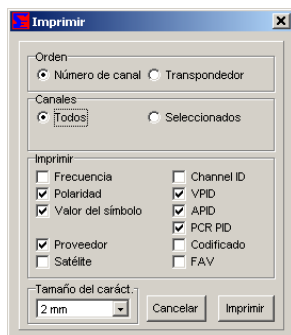 Imprimir
Orden
Número de canal Transpondedor
Canales
Todos Seleccionados
Imprimir
Frecuencia Channel ID
Polaridad VPID
Valor del símbolo APID
PCR PID
Proveedor Codificado
Satélite FAV
Tamaño del caráct.
2 mm Cancelar Imprimir